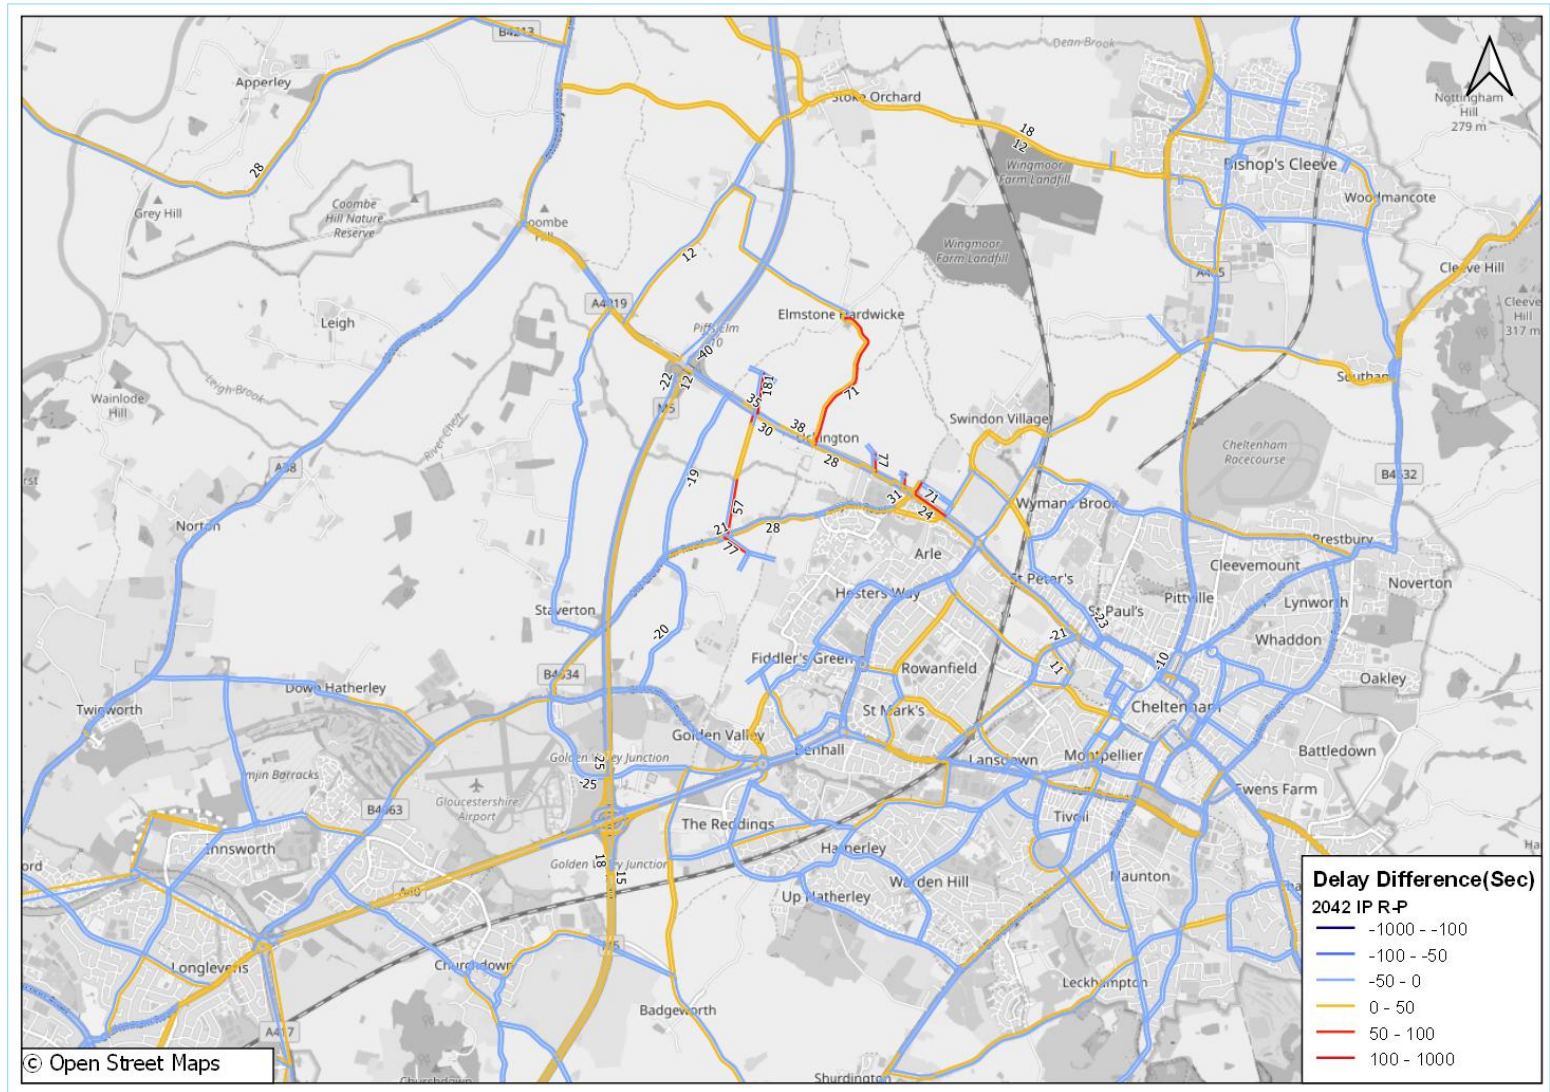 B4213
Dean Brook
Apperley
Stoke Orchard
Nottingham
Hill
279 m
18
12
Wingmoor
Farm Landfill
Bishop's Cleeve
28
Woodmancote
Grey Hill
Coombe
Hill Nature
Reserve
Wingmoor
Farm Landfill
12
Cleeve Hill
A4019
Elmstone Hardwicke
Leigh
Cleeve
Hill
317 m
-40
-22
12
Leigh Brook
181
Southam
71
35
Wainlode
Hill
M5
30
38
Swindon Village
River Chelt
28
Cheltenham
Racecourse
77
A38
-19
B4632
31
71
57
24
Wymans Brook
Norton
21
28
Prestbury
77
Arle
Cleevemount
St Peter's
Noverton
Hesters Way
Pittville
Lynworth
Staverton
St Paul's
-23
-20
-21
Whaddon
Fiddler's Green
11
-10
Rowanfield
B4634
Oakley
Down Hatherley
Twigworth
St Mark's
Cheltenham
Golden Valley
Benhall
Battledown
Golden Valley Junction
Lansdown
Montpellier
-25
-25
Ewens Farm
Gloucestershire
Airport
B4063
Tivoli
The Reddings
Innsworth
Hatherley
Golden Valley Junction
18
-15
A40
Warden Hill
Up Hatherley
Longlevens
Churchdown
M5
Leckhampton
Badgeworth
A417
Churchdown
Shurdington
Delay Difference(Sec)
2042 IP R-P
-1000 - -100
-100 - -50
-50 - 0
0 - 50
50 - 100
100 - 1000
© Open Street Maps